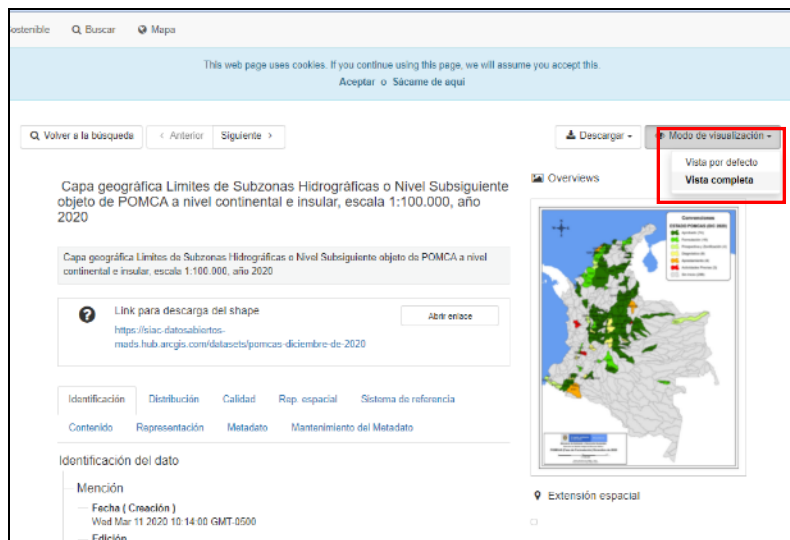 ostenible Buscar Mapa
This web page uses cookies. If you continue using this page, we will assume you accept this.
Aceptar o Sácame de aquí
Volver a la búsqueda < Anterior Siguiente >
Descargar
Modo de visualización
Vista por defecto
Vista completa
Capa geográfica Limites de Subzonas Hidrográficas o Nivel Subsiguiente
objeto de POMCA a nivel continental e insular, escala 1:100.000, año
2020
Capa geográfica Limites de Subzonas Hidrográficas o Nivel Subsiguiente objeto de POMCA a nivel
continental e insular, escala 1:100.000, año 2020
Link para descarga del shape
Abrir enlace
https://siac-datosabiertos-
mads.hub.arcgis.com/datasets/pomcas-diciembre-de-2020
Identificación Distribución Calidad Rep. espacial Sistema de referencia
Contenido Representación Metadato Mantenimiento del Metadato
Identificación del dato
Mención
Fecha ( Creación )
Wed Mar 11 2020 10:14:00 GMT-0500
Edición
Overviews
Convenciones
Extensión espacial